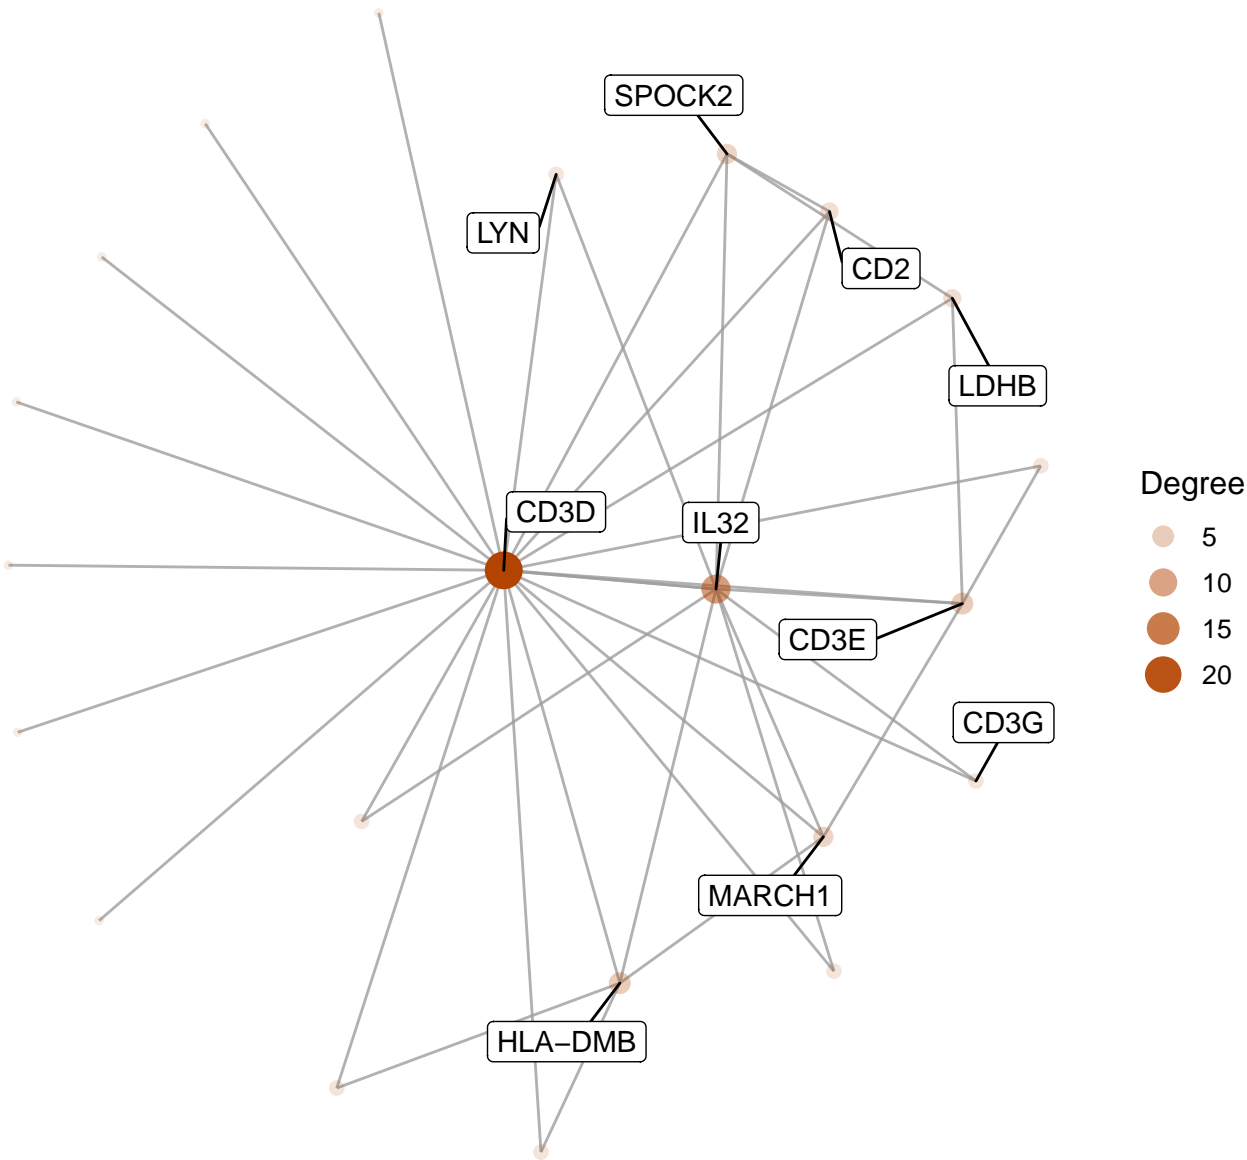 SPOCK2
LYN
CD2
LDHB
CD3D
IL32
CD3E
CD3G
MARCH1
HLA−DMB
Degree
5
10
15
20